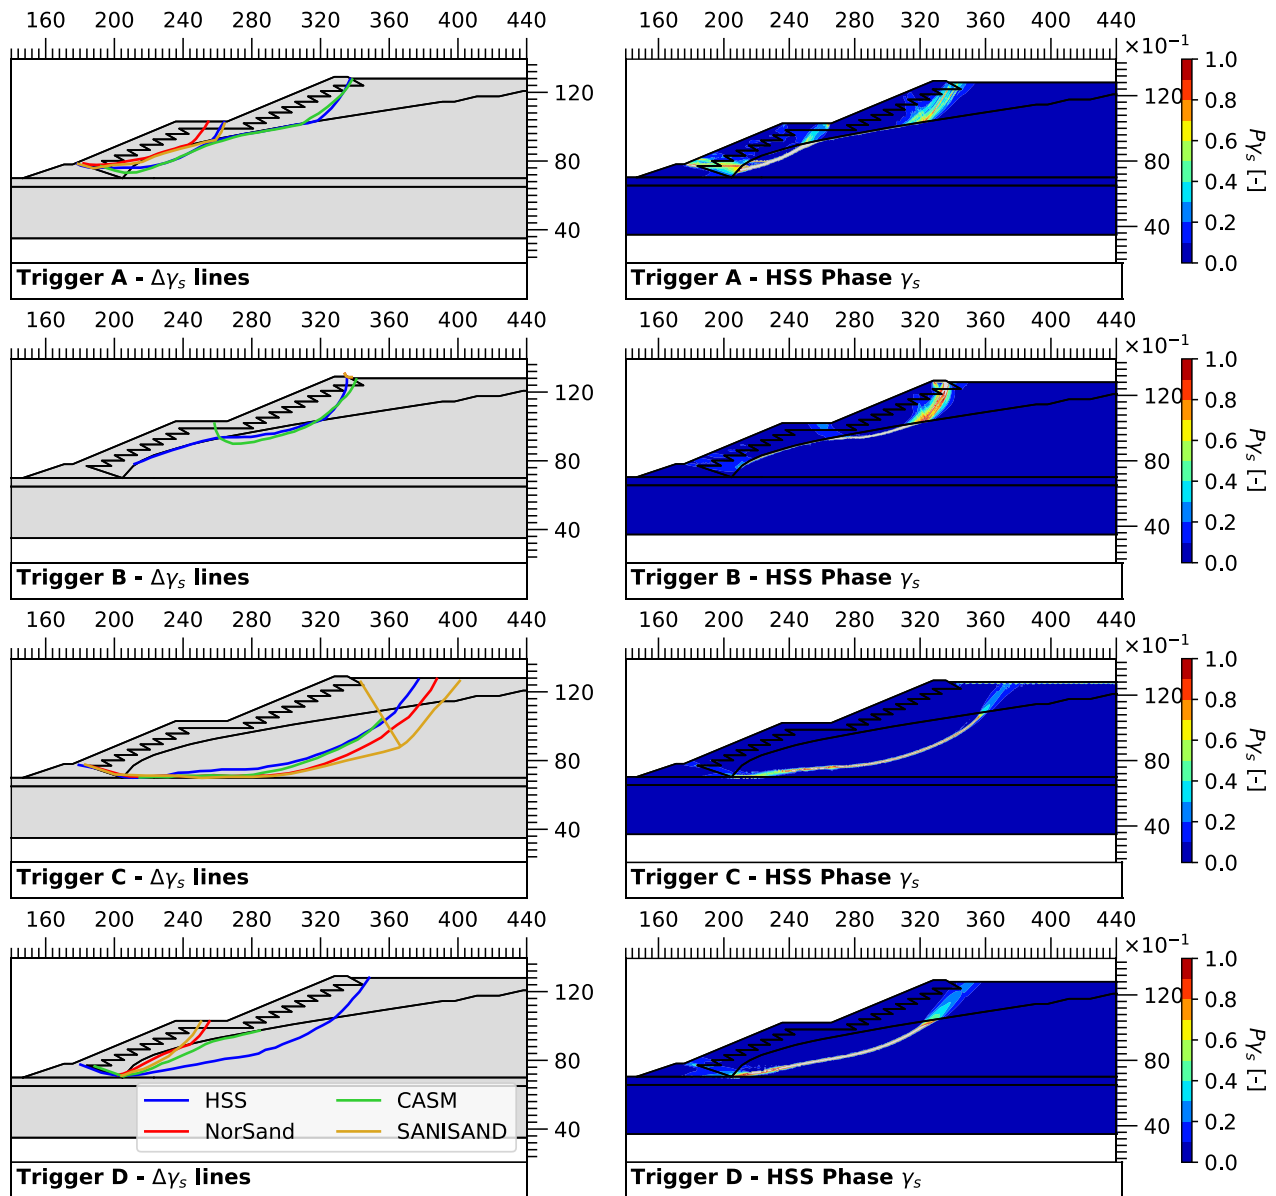 160 200 240 280 320 360 400 440
160 200 240 280 320 360 400 440
×10⁻¹
120
80
40
120
80
40
1.0
0.8
0.6
0.4
0.2
0.0
Pγₛ [-]
Trigger A - Δγₛ lines
Trigger A - HSS Phase γₛ
160 200 240 280 320 360 400 440
160 200 240 280 320 360 400 440
×10⁻¹
120
80
40
120
80
40
1.0
0.8
0.6
0.4
0.2
0.0
Pγₛ [-]
Trigger B - Δγₛ lines
Trigger B - HSS Phase γₛ
160 200 240 280 320 360 400 440
160 200 240 280 320 360 400 440
×10⁻¹
120
80
40
120
80
40
1.0
0.8
0.6
0.4
0.2
0.0
Pγₛ [-]
Trigger C - Δγₛ lines
Trigger C - HSS Phase γₛ
160 200 240 280 320 360 400 440
160 200 240 280 320 360 400 440
×10⁻¹
120
80
40
120
80
40
1.0
0.8
0.6
0.4
0.2
0.0
Pγₛ [-]
HSS CASM
NorSand SANISAND
Trigger D - Δγₛ lines
Trigger D - HSS Phase γₛ